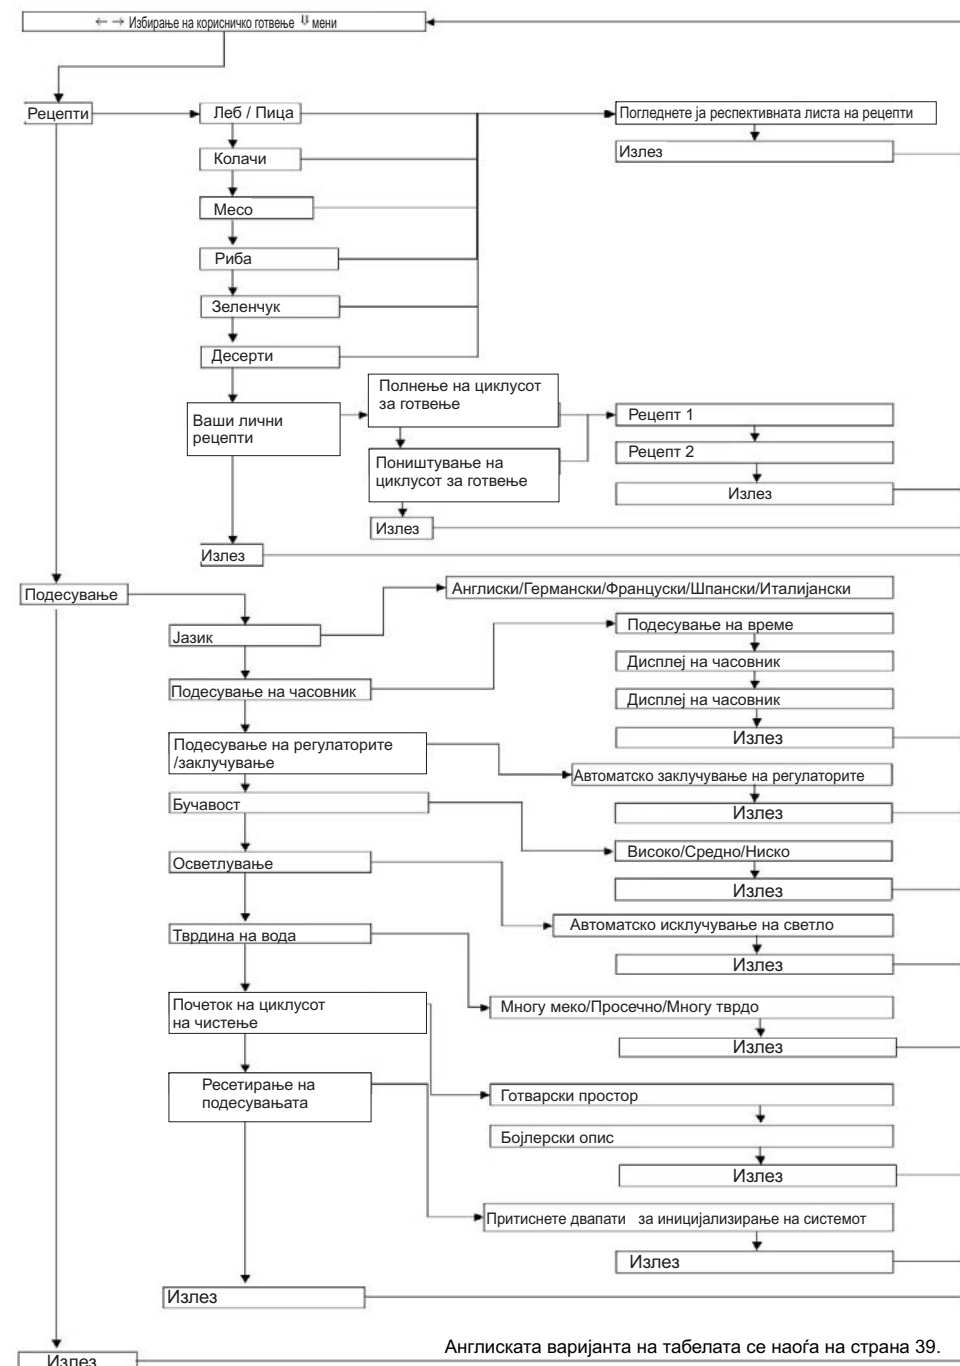 ← → Избирање на корисничко готвење ⇓ мени
Рецепти
Леб / Пица
Погледнете ја респективната листа на рецепти
Излез
Колачи
Месо
Риба
Зеленчук
Десерти
Ваши лични
рецепти
Полнење на циклусот
за готвење
Рецепт 1
Рецепт 2
Излез
Поништување на
циклусот за готвење
Излез
Излез
Подесување
Јазик
Англиски/Германски/Француски/Шпански/Италијански
Подесување на часовник
Подесување на време
Дисплеј на часовник
Дисплеј на часовник
Излез
Подесување на регулаторите
/заклучување
Автоматско заклучување на регулаторите
Излез
Бучавост
Високо/Средно/Ниско
Излез
Осветлување
Автоматско исклучување на светло
Излез
Тврдина на вода
Многу меко/Просечно/Многу тврдо
Излез
Почеток на циклусот
на чистење
Готварски простор
Бојлерски опис
Излез
Ресетирање на
подесувањата
Притиснете двапати за иницијализирање на системот
Излез
Излез
Англиската варијанта на табелата се наоѓа на страна 39.
Излез